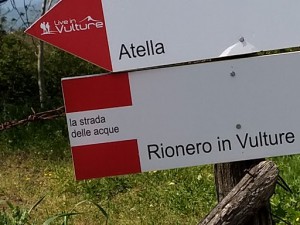 Live in
Vulture
Atella
la strada
delle acque
Rionero in Vulture